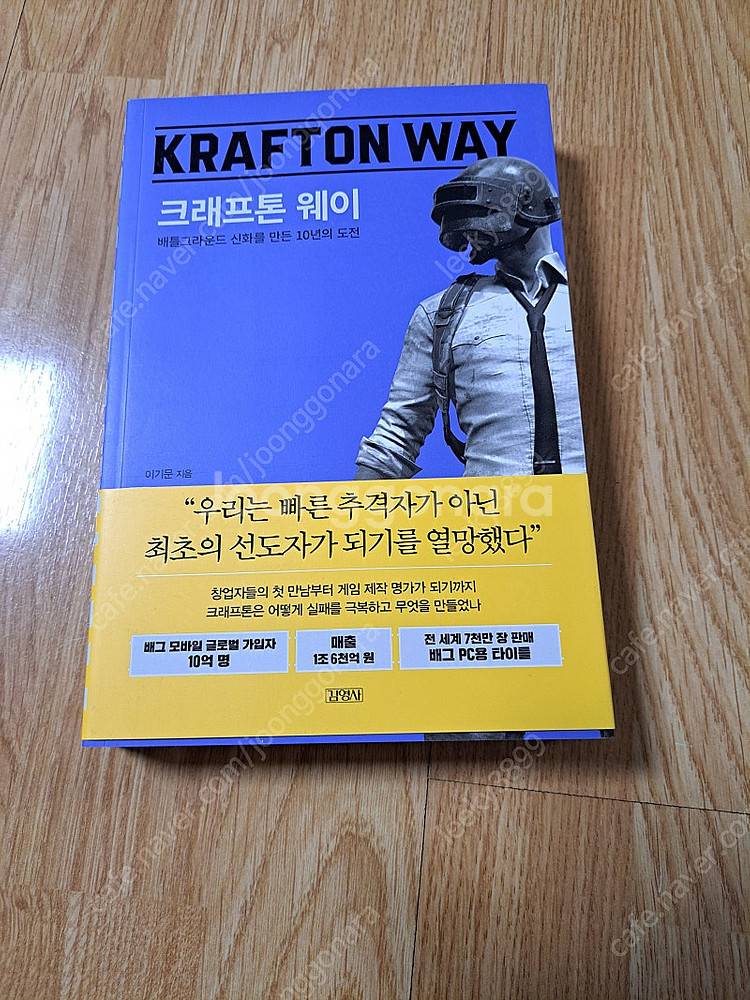 KRAFTON WAY
크래프톤 웨이
배틀그라운드 신화를 만든 10년의 도전
이기문 지음
“우리는 빠른 추격자가 아닌
최초의 선도자가 되기를 열망했다”
창업자들의 첫 만남부터 게임 제작 명가가 되기까지
크래프톤은 어떻게 실패를 극복하고 무엇을 만들었나
배그 모바일 글로벌 가입자
10억 명
매출
1조 6천억 원
전 세계 7천만 장 판매
배그 PC용 타이틀
김영사
joonggonara
cafe.naver.com/joonggonara
leeky3899